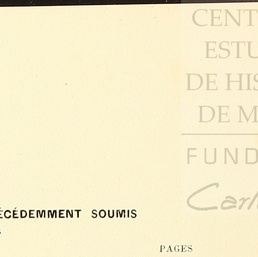 CENT
ESTU
DE HIS
DE M
FUND
Carl
ÉCÉDEMMENT SOUMIS
PAGES